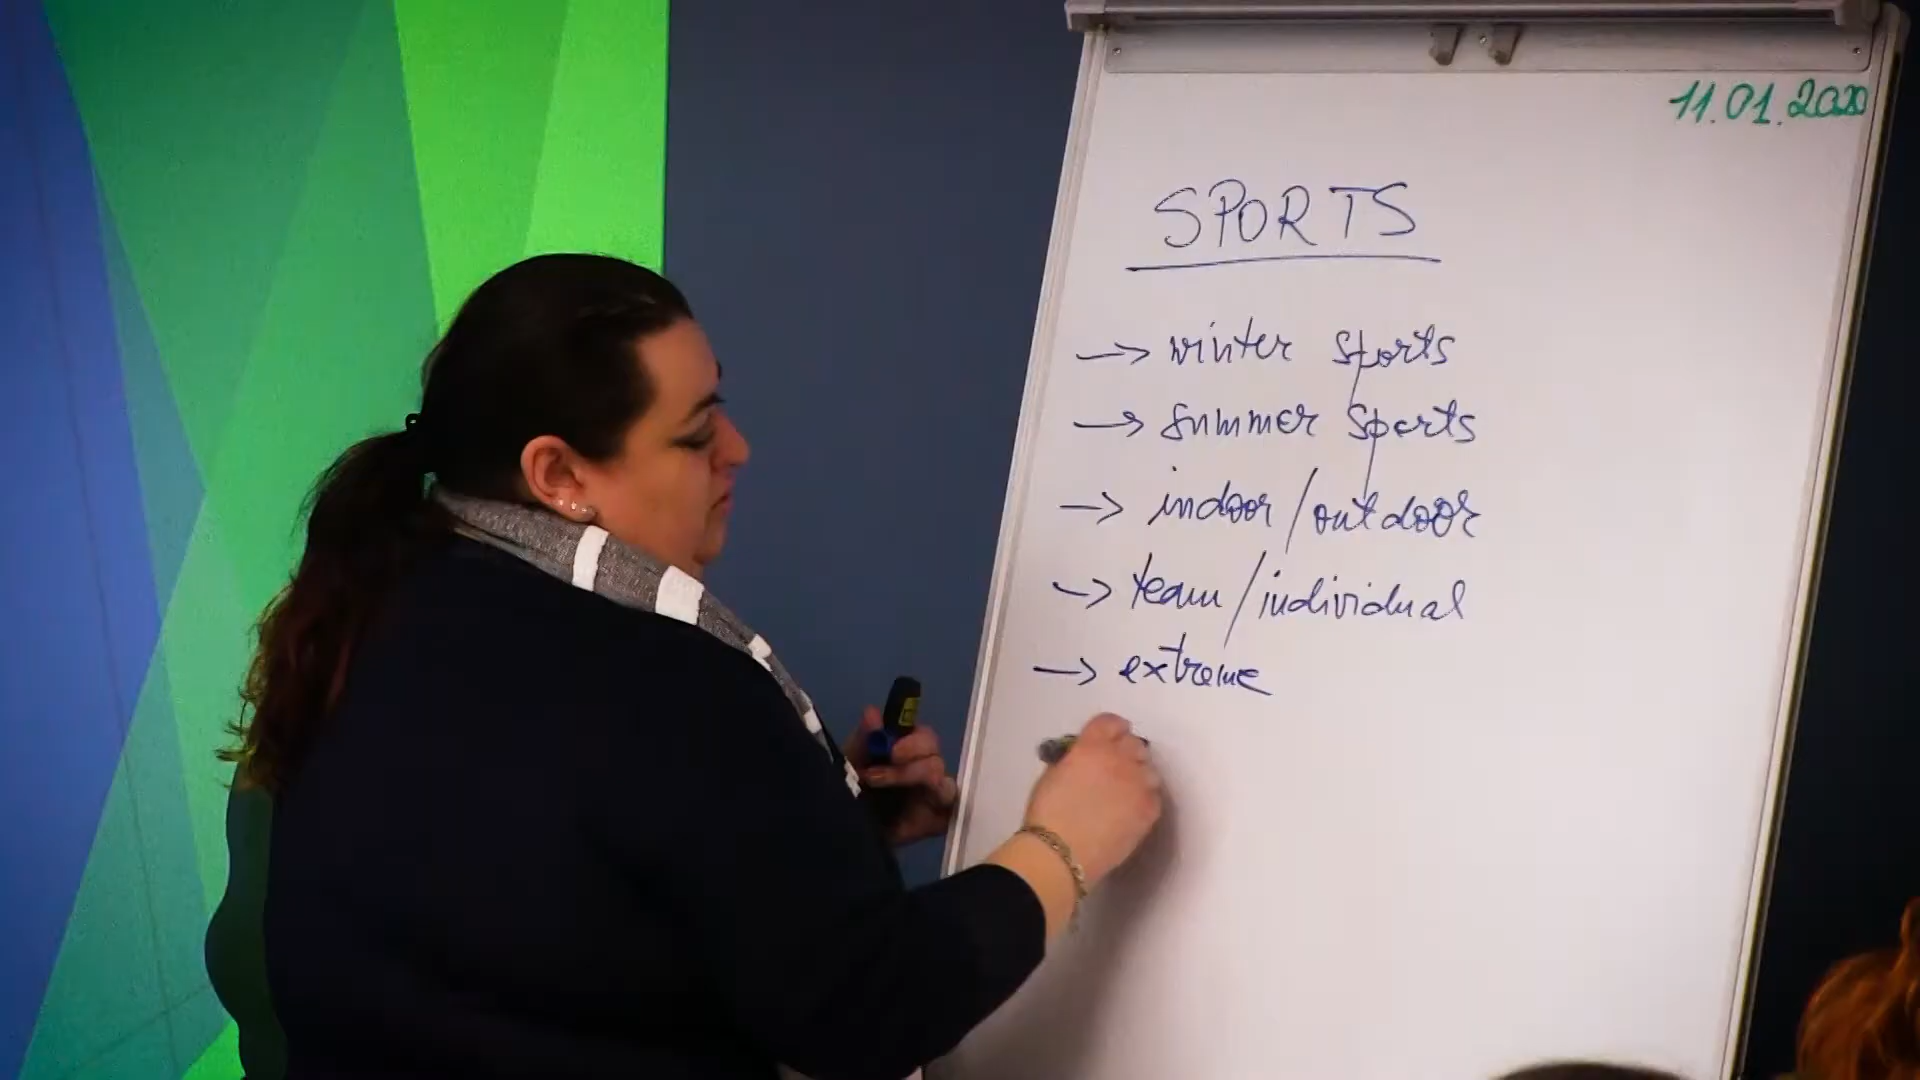 11.01.2020
SPORTS
→ winter sports
→ summer sports
→ indoor/outdoor
→ team/individual
→ extreme